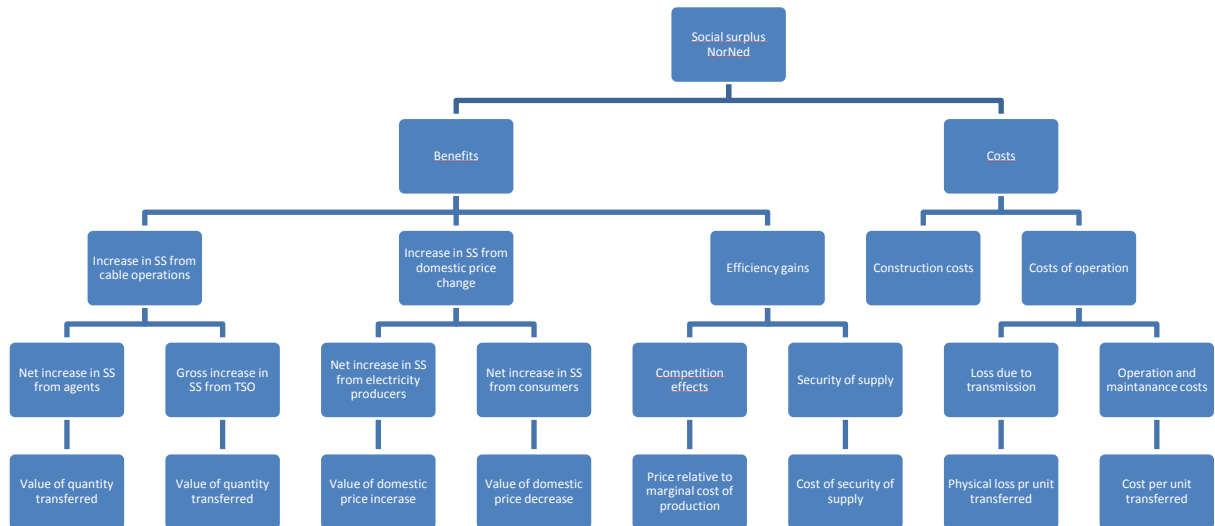 Social surplus
NorNed
Benefits
Costs
Increase in SS from
cable operations
Increase in SS from
domestic price
change
Efficiency gains
Construction costs
Costs of operation
Net increase in SS
from agents
Gross increase in
SS from TSO
Net increase in SS
from electricity
producers
Net increase in SS
from consumers
Competition
effects
Security of supply
Loss due to
transmission
Operation and
maintanance costs
Value of quantity
transferred
Value of quantity
transferred
Value of domestic
price incerase
Value of domestic
price decrease
Price relative to
marginal cost of
production
Cost of security of
supply
Physical loss pr unit
transferred
Cost per unit
transferred